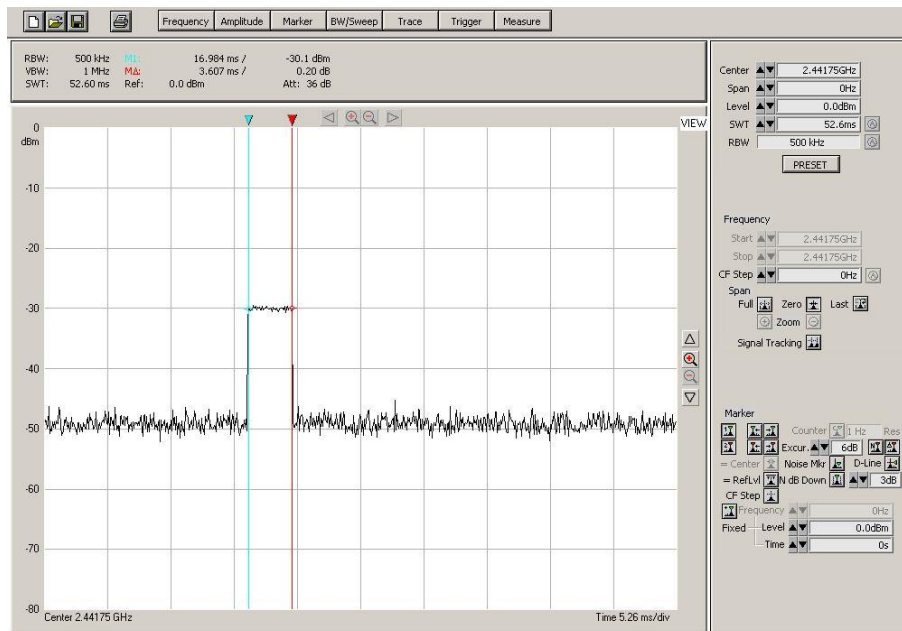 Frequency Amplitude Marker BW/Sweep Trace Trigger Measure
RBW: 500 kHz M1: 16.984 ms / -30.1 dBm
VBW: 1 MHz MΔ: 3.607 ms / 0.20 dB
SWT: 52.60 ms Ref: 0.0 dBm Att: 36 dB
VIEW
0
dBm
-10
-20
-30
-40
-50
-60
-70
-80
Center 2.44175 GHz Time 5.26 ms/div
Center 2.44175GHz
Span 0Hz
Level 0.0dBm
SWT 52.6ms
RBW 500 kHz
PRESET
Frequency
Start 2.44175GHz
Stop 2.44175GHz
CF Step 0Hz
Span
Full Zero Last
Zoom
Signal Tracking
Marker
Counter 1 Hz Res
Excur. 6dB
= Center Noise Mkr D-Line
= RefLvl N dB Down 3dB
CF Step
Frequency 0Hz
Fixed Level 0.0dBm
Time 0s